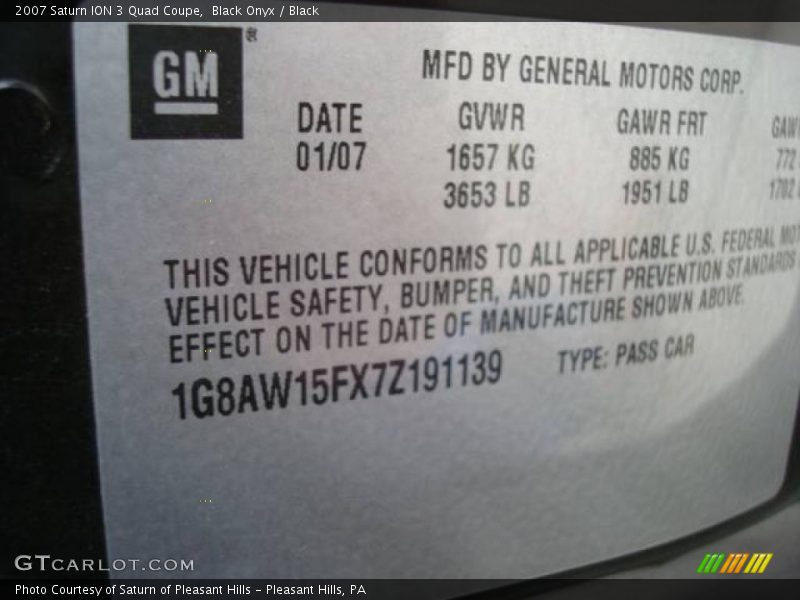 2007 Saturn ION 3 Quad Coupe, Black Onyx / Black
GM®
MFD BY GENERAL MOTORS CORP.
DATE GVWR GAWR FRT
01/07 1657 KG 885 KG 772
3653 LB 1951 LB 1702
THIS VEHICLE CONFORMS TO ALL APPLICABLE U.S. FEDERAL
VEHICLE SAFETY, BUMPER, AND THEFT PREVENTION STANDARDS
EFFECT ON THE DATE OF MANUFACTURE SHOWN ABOVE.
1G8AW15FX7Z191139 TYPE: PASS CAR
GTCARLOT.COM
Photo Courtesy of Saturn of Pleasant Hills - Pleasant Hills, PA